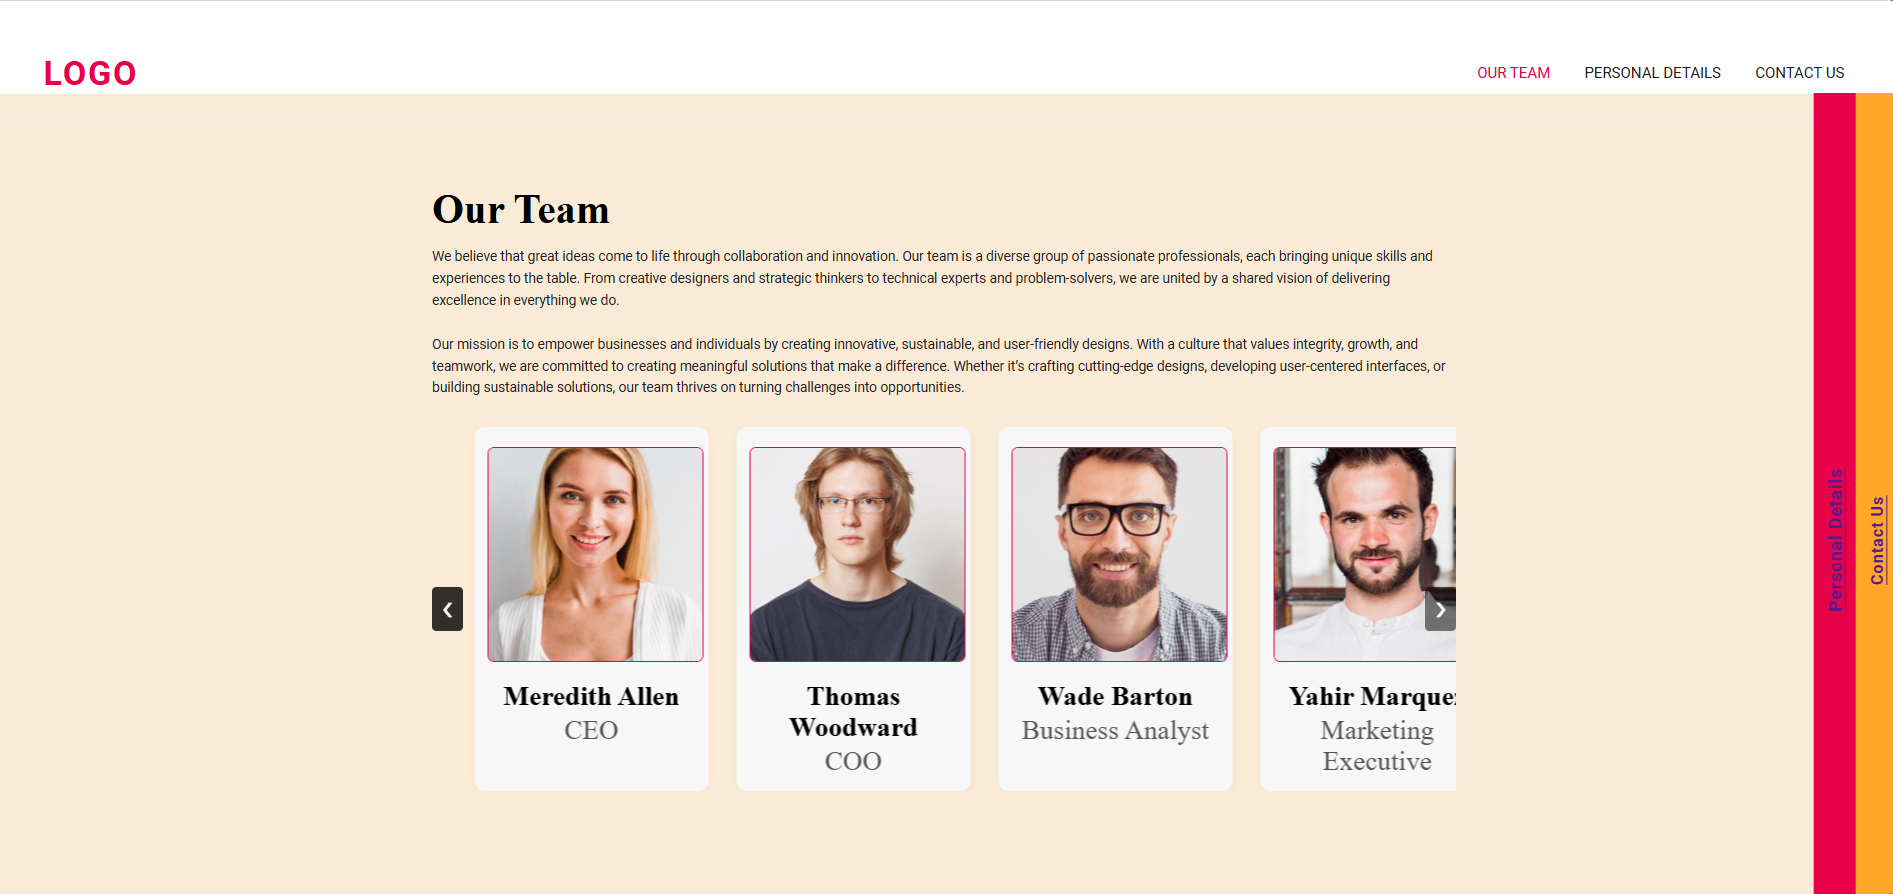 LOGO
OUR TEAM
PERSONAL DETAILS
CONTACT US
Our Team
We believe that great ideas come to life through collaboration and innovation. Our team is a diverse group of passionate professionals, each bringing unique skills and
experiences to the table. From creative designers and strategic thinkers to technical experts and problem-solvers, we are united by a shared vision of delivering
excellence in everything we do.
Our mission is to empower businesses and individuals by creating innovative, sustainable, and user-friendly designs. With a culture that values integrity, growth, and
teamwork, we are committed to creating meaningful solutions that make a difference. Whether it’s crafting cutting-edge designs, developing user-centered interfaces, or
building sustainable solutions, our team thrives on turning challenges into opportunities.
Meredith Allen
CEO
Thomas
Woodward
COO
Wade Barton
Business Analyst
Yahir Marquez
Marketing
Executive
Personal Details
Contact Us